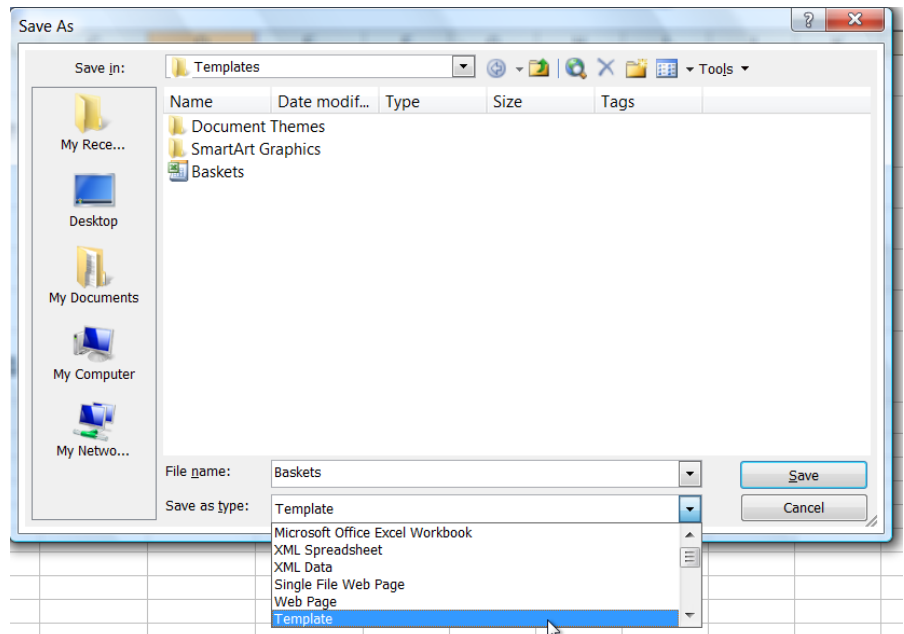 Save As
Save in:
Templates
Tools
Name Date modif... Type Size Tags
Document Themes
SmartArt Graphics
Baskets
My Rece...
Desktop
My Documents
My Computer
My Netwo...
File name: Baskets Save
Save as type: Template Cancel
Microsoft Office Excel Workbook
XML Spreadsheet
XML Data
Single File Web Page
Web Page
Template